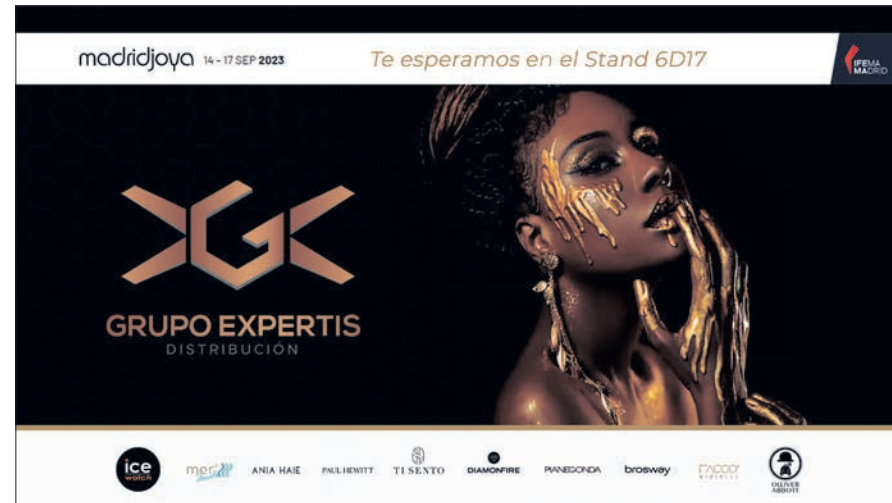 madridjoya 14 - 17 SEP 2023 Te esperamos en el Stand 6D17
IFEMA
MADRID
GRUPO EXPERTIS
DISTRIBUCIÓN
ice
watch
ANIA HAIE PAUL HEWITT TI SENTO DIAMONFIRE PIANEGONDA brosway
OLLIVER
ABBOTT